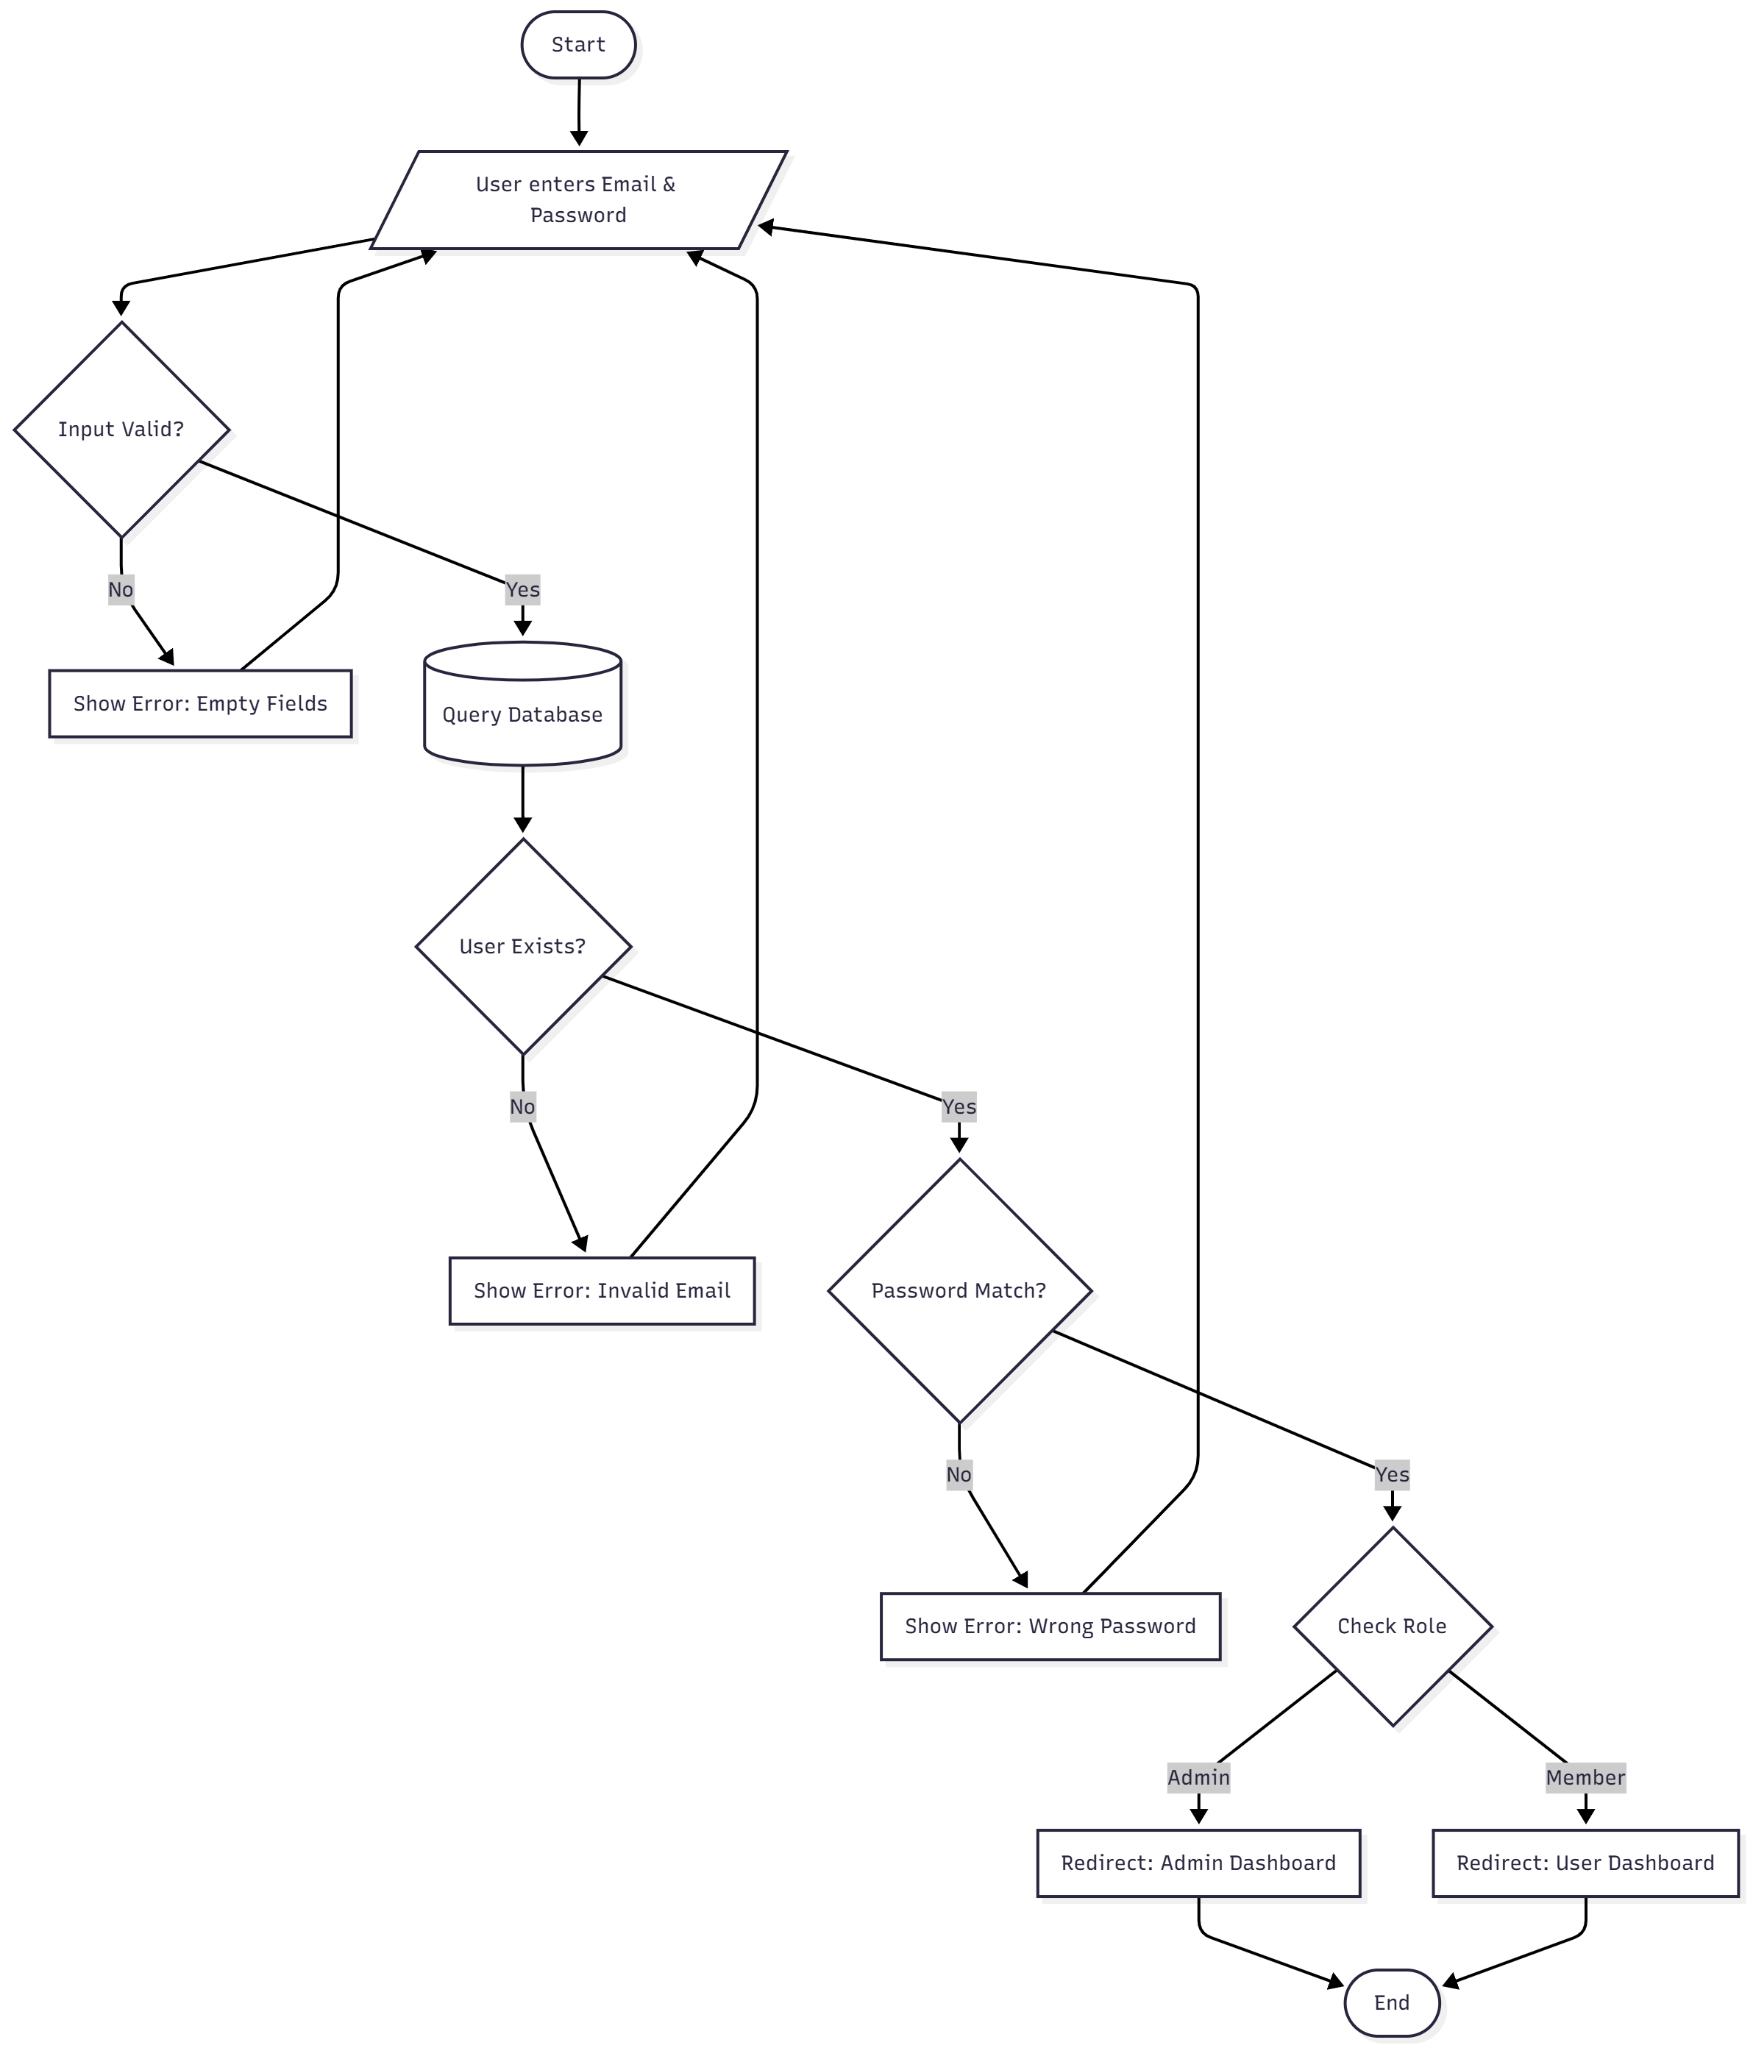 Start
User enters Email &
Password
Input Valid?
No
Yes
Show Error: Empty Fields
Query Database
User Exists?
No
Yes
Show Error: Invalid Email
Password Match?
No
Yes
Show Error: Wrong Password
Check Role
Admin
Member
Redirect: Admin Dashboard
Redirect: User Dashboard
End